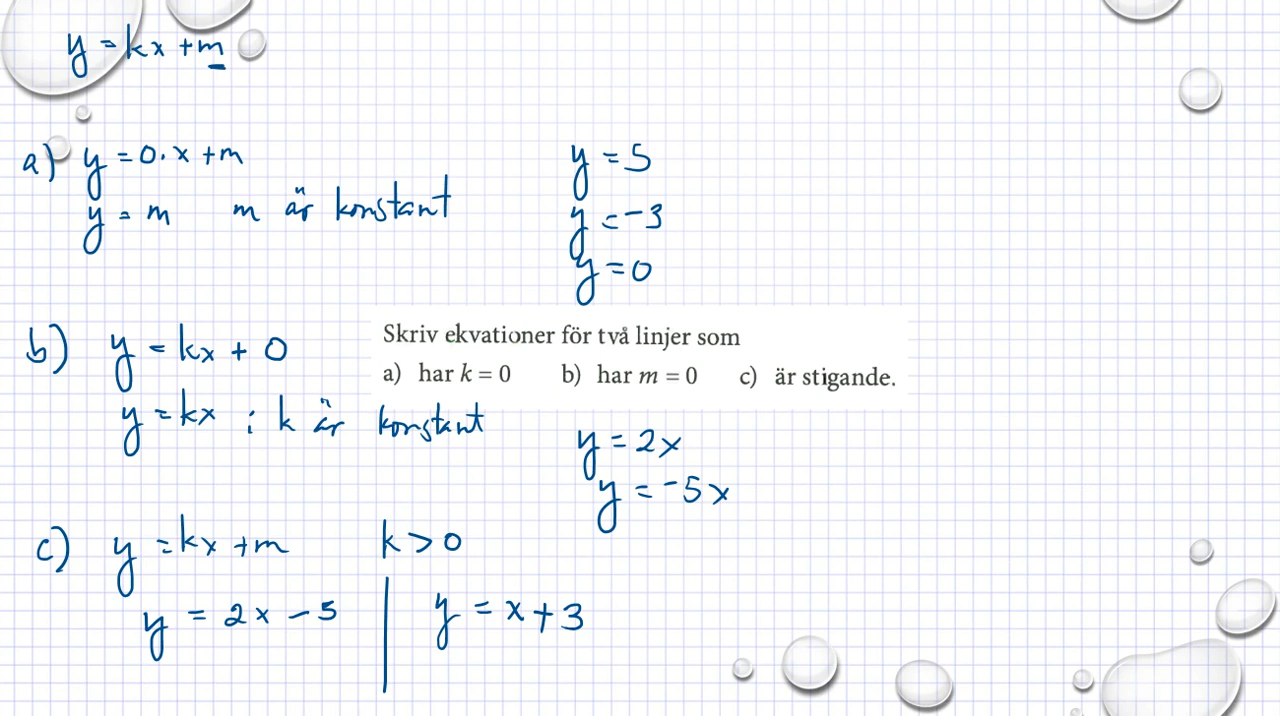 y = kx + m
a) y = 0 · x + m
y = m m är konstant
y = 5
y = -3
y = 0
Skriv ekvationer för två linjer som
a) har k = 0 b) har m = 0 c) är stigande.
b) y = kx + 0
y = kx ; k är konstant
y = 2x
y = -5x
c) y = kx + m k > 0
y = 2x - 5 | y = x + 3